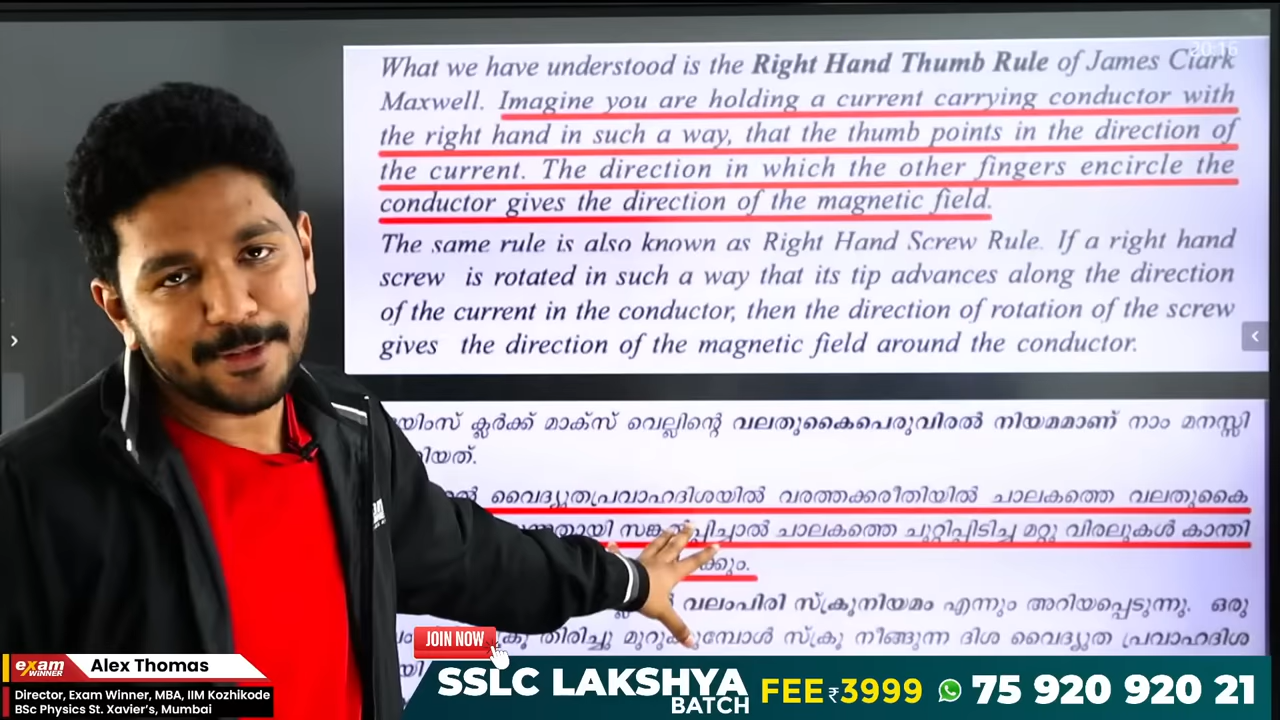 20:16
What we have understood is the Right Hand Thumb Rule of James Clark
Maxwell. Imagine you are holding a current carrying conductor with
the right hand in such a way, that the thumb points in the direction of
the current. The direction in which the other fingers encircle the
conductor gives the direction of the magnetic field.
The same rule is also known as Right Hand Screw Rule. If a right hand
screw is rotated in such a way that its tip advances along the direction
of the current in the conductor, then the direction of rotation of the screw
gives the direction of the magnetic field around the conductor.
ക്ലർക്ക് മാക്സ് വെല്ലിന്റെ വലതുകൈപെരുവിരൽ നിയമമാണ് നാം മനസ്സി
വൈദ്യുതപ്രവാഹദിശയിൽ വരത്തക്കരീതിയിൽ ചാലകത്തെ വലതുകൈ
ചാലകത്തെ ചുറ്റിപ്പിടിച്ച മറ്റു വിരലുകൾ കാന്തി
വലംപിരി സ്ക്രൂനിയമം എന്നും അറിയപ്പെടുന്നു. ഒരു
തിരിച്ചു സ്ക്രൂ നീങ്ങുന്ന ദിശ വൈദ്യുത പ്രവാഹദിശ
JOIN NOW
exam WINNER
Alex Thomas
Director, Exam Winner, MBA, IIM Kozhikode
BSc Physics St. Xavier's, Mumbai
SSLC LAKSHYA
BATCH
FEE ₹3999
75 920 920 21